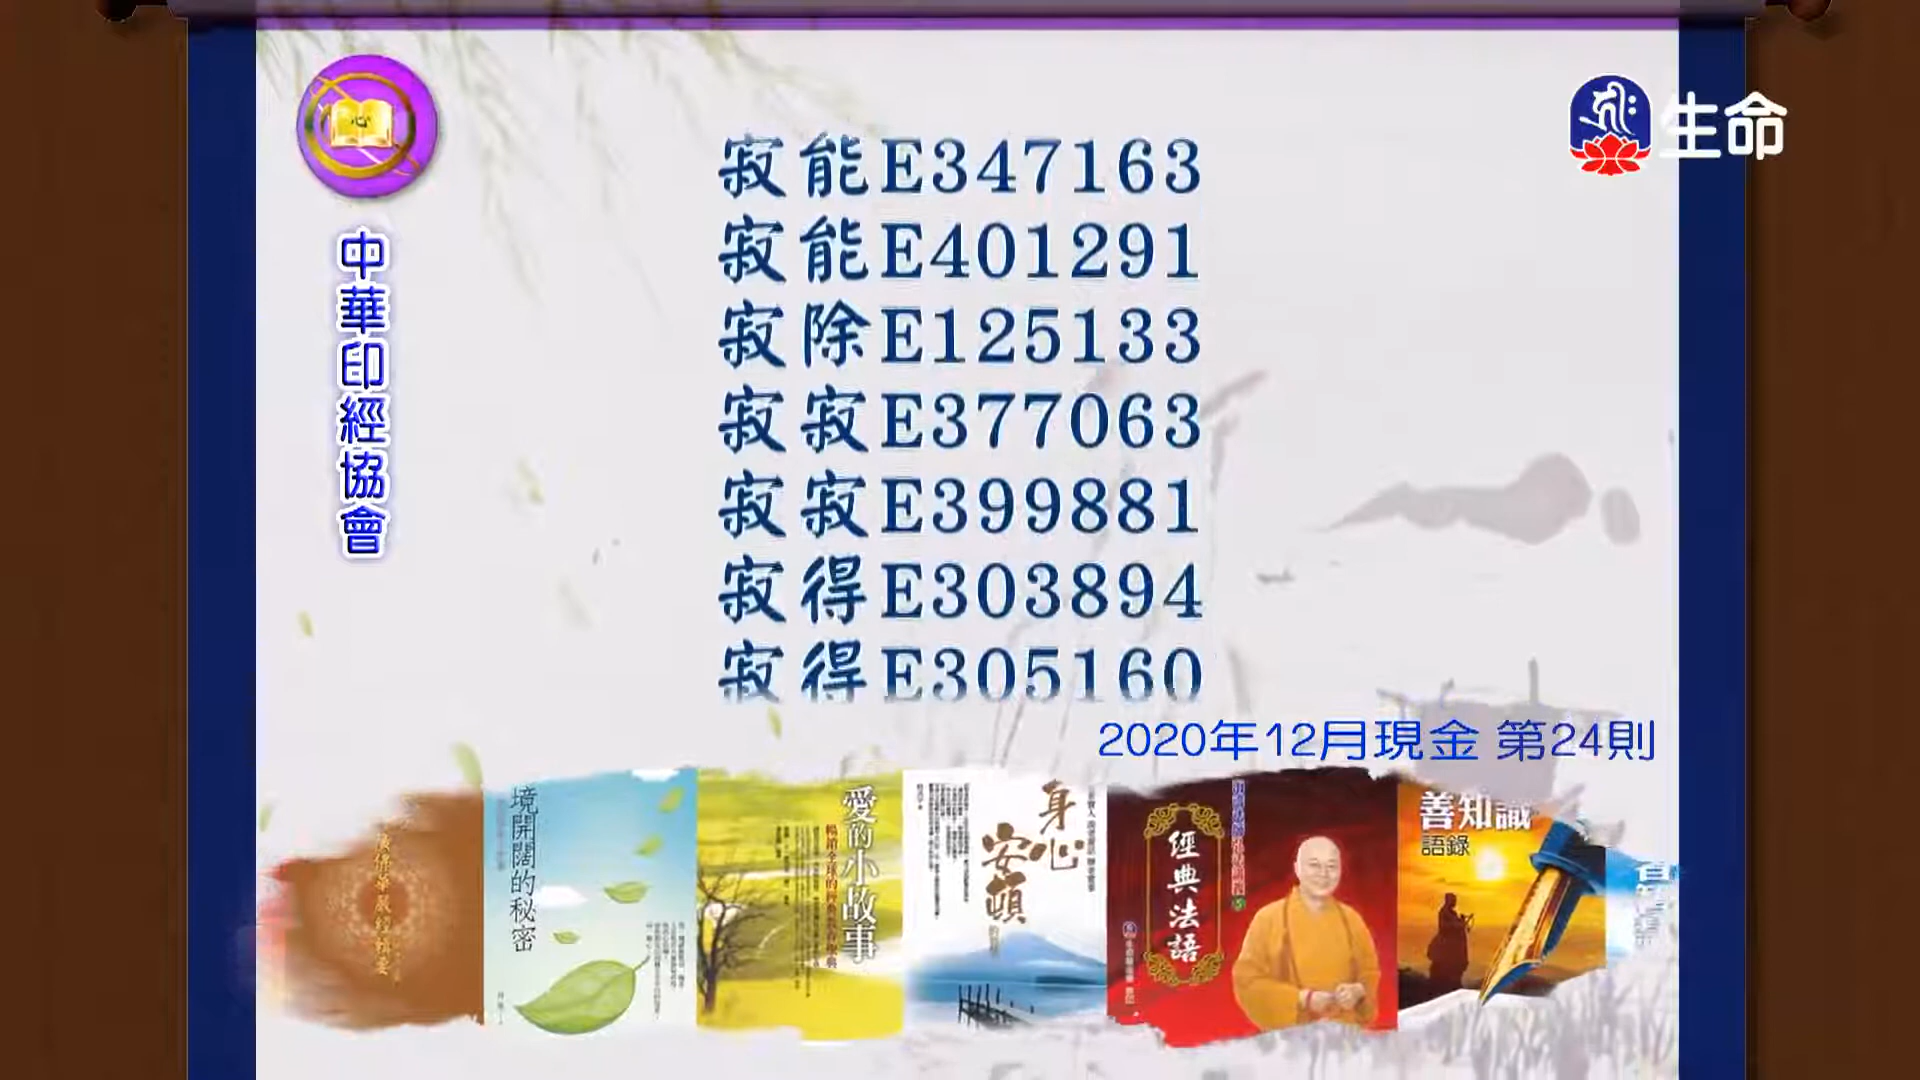 生命
心
中華印經協會
寂能E347163
寂能E401291
寂除E125133
寂寂E377063
寂寂E399881
寂得E303894
寂得E305160
2020年12月現金 第24則
境開闊的秘密
愛的小故事
身心
安頓
經典法語
善知識
語錄